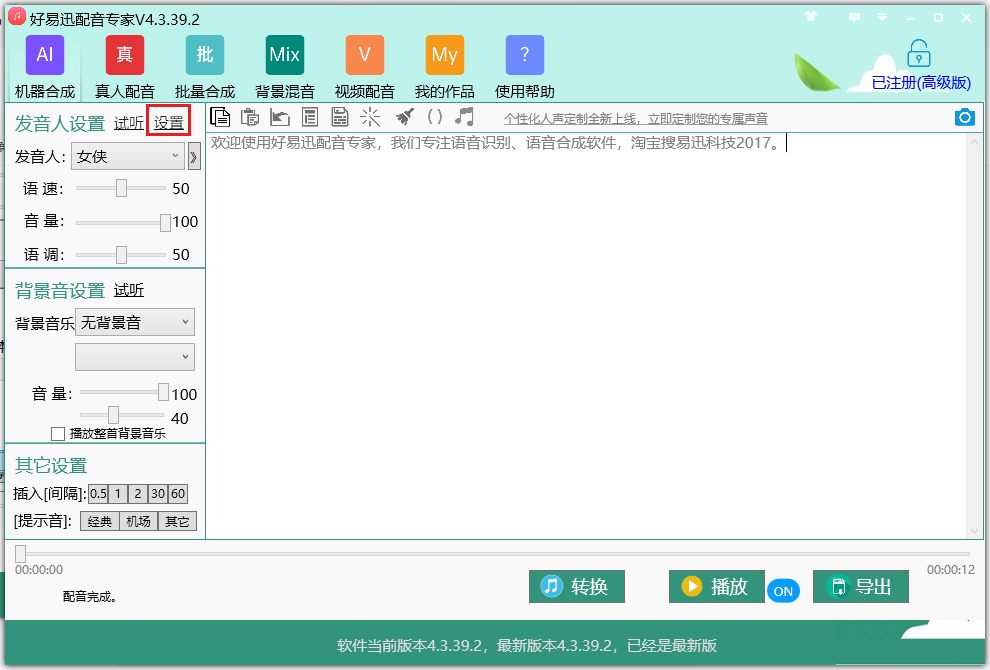 好易迅配音专家V4.3.39.2
AI 真 批 Mix V My ?
机器合成 真人配音 批量合成 背景混音 视频配音 我的作品 使用帮助
已注册(高级版)
发音人设置 试听 设置
个性化人声定制全新上线，立即定制您的专属声音
欢迎使用好易迅配音专家，我们专注语音识别、语音合成软件，淘宝搜易迅科技2017。
发音人: 女侠
语 速: 50
音 量: 100
语 调: 50
背景音设置 试听
背景音乐 无背景音
音 量: 100
40
播放整首背景音乐
其它设置
插入[间隔]: 0.5 1 2 30 60
[提示音]: 经典 机场 其它
00:00:00 00:00:12
配音完成。
转换 播放 ON 导出
软件当前版本4.3.39.2，最新版本4.3.39.2，已经是最新版